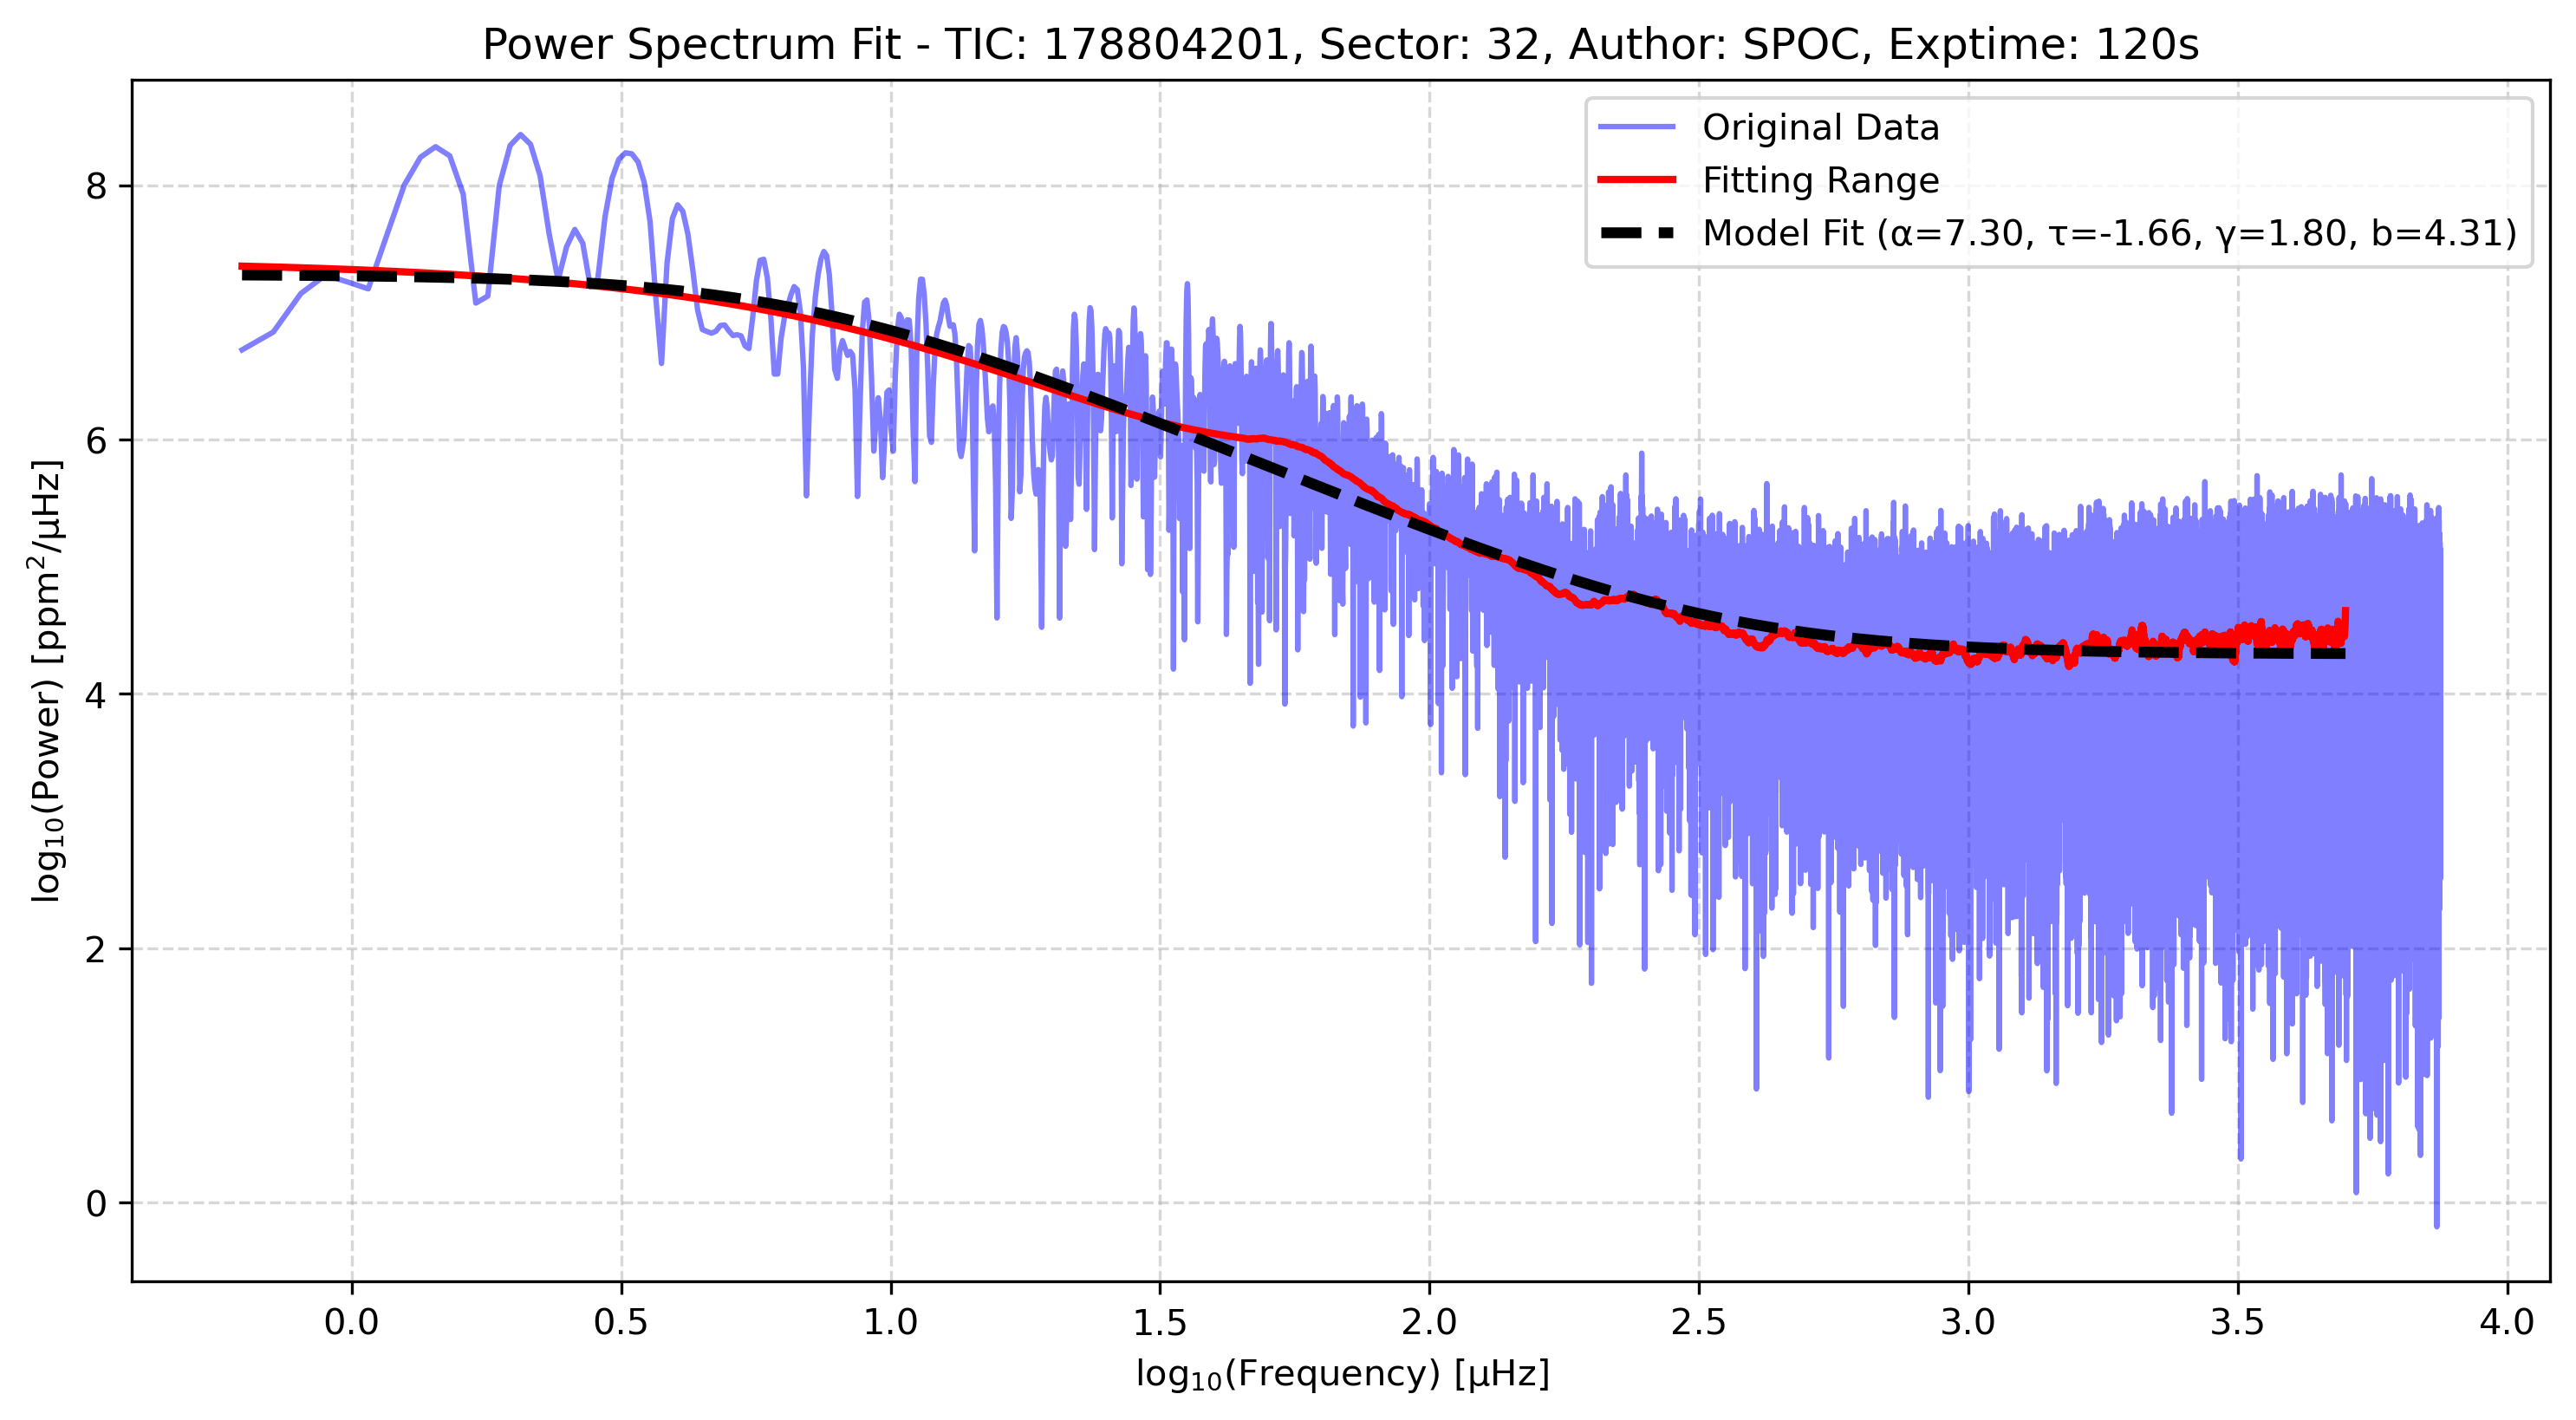 Power Spectrum Fit - TIC: 178804201, Sector: 32, Author: SPOC, Exptime: 120s
Original Data
Fitting Range
Model Fit (α=7.30, τ=-1.66, γ=1.80, b=4.31)
log₁₀(Power) [ppm²/μHz]
8
6
4
2
0
0.0 0.5 1.0 1.5 2.0 2.5 3.0 3.5 4.0
log₁₀(Frequency) [μHz]